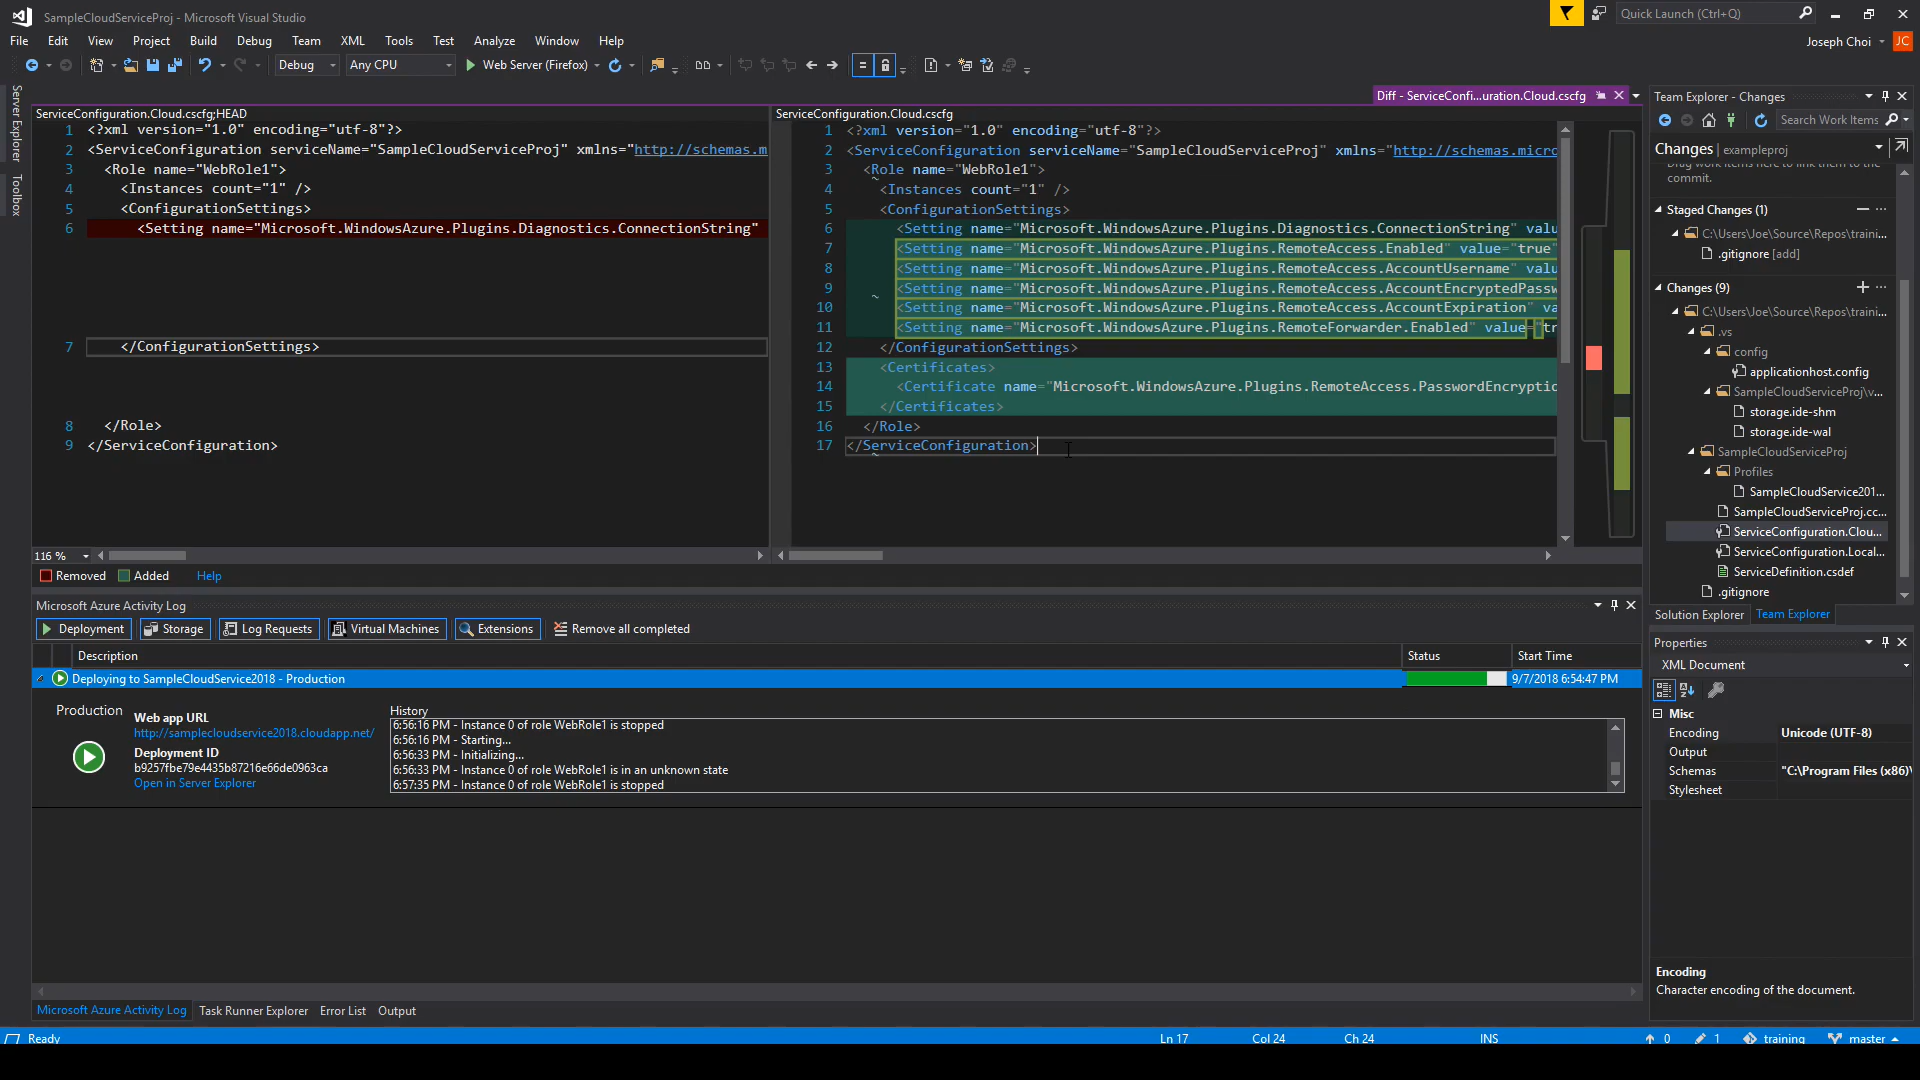 SampleCloudServiceProj - Microsoft Visual Studio
Quick Launch (Ctrl+Q)
File Edit View Project Build Debug Team XML Tools Test Analyze Window Help
Joseph Choi JC
Debug Any CPU Web Server (Firefox)
Server Explorer
Toolbox
Diff - ServiceConfi...uration.Cloud.cscfg
ServiceConfiguration.Cloud.cscfg;HEAD
1 <?xml version="1.0" encoding="utf-8"?>
2 <ServiceConfiguration serviceName="SampleCloudServiceProj" xmlns="http://schemas.m
3 <Role name="WebRole1">
4 <Instances count="1" />
5 <ConfigurationSettings>
6 <Setting name="Microsoft.WindowsAzure.Plugins.Diagnostics.ConnectionString"
7 </ConfigurationSettings>
8 </Role>
9 </ServiceConfiguration>
116 %
ServiceConfiguration.Cloud.cscfg
1 <?xml version="1.0" encoding="utf-8"?>
2 <ServiceConfiguration serviceName="SampleCloudServiceProj" xmlns="http://schemas.micro
3 <Role name="WebRole1">
4 <Instances count="1" />
5 <ConfigurationSettings>
6 <Setting name="Microsoft.WindowsAzure.Plugins.Diagnostics.ConnectionString" valu
7 <Setting name="Microsoft.WindowsAzure.Plugins.RemoteAccess.Enabled" value="true"
8 <Setting name="Microsoft.WindowsAzure.Plugins.RemoteAccess.AccountUsername" valu
9 <Setting name="Microsoft.WindowsAzure.Plugins.RemoteAccess.AccountEncryptedPassw
10 <Setting name="Microsoft.WindowsAzure.Plugins.RemoteAccess.AccountExpiration" va
11 <Setting name="Microsoft.WindowsAzure.Plugins.RemoteForwarder.Enabled" value="tr
12 </ConfigurationSettings>
13 <Certificates>
14 <Certificate name="Microsoft.WindowsAzure.Plugins.RemoteAccess.PasswordEncryptio
15 </Certificates>
16 </Role>
17 </ServiceConfiguration>
Removed Added Help
Microsoft Azure Activity Log
Deployment Storage Log Requests Virtual Machines Extensions Remove all completed
Description Status Start Time
Deploying to SampleCloudService2018 - Production 9/7/2018 6:54:47 PM
Production
Web app URL
http://samplecloudservice2018.cloudapp.net/
Deployment ID
b9257fbe79e4435b87216e66de0963ca
Open in Server Explorer
History
6:56:16 PM - Instance 0 of role WebRole1 is stopped
6:56:16 PM - Starting...
6:56:33 PM - Initializing...
6:56:33 PM - Instance 0 of role WebRole1 is in an unknown state
6:57:35 PM - Instance 0 of role WebRole1 is stopped
Microsoft Azure Activity Log Task Runner Explorer Error List Output
Team Explorer - Changes
Search Work Items
Changes | exampleproj
Drag work items here to link them to the
commit.
Staged Changes (1)
C:\Users\Joe\Source\Repos\traini...
.gitignore [add]
Changes (9)
C:\Users\Joe\Source\Repos\traini...
.vs
config
applicationhost.config
SampleCloudServiceProj\v...
storage.ide-shm
storage.ide-wal
SampleCloudServiceProj
Profiles
SampleCloudService201...
SampleCloudServiceProj.cc...
ServiceConfiguration.Clou...
ServiceConfiguration.Local...
ServiceDefinition.csdef
.gitignore
Solution Explorer Team Explorer
Properties
XML Document
Misc
Encoding Unicode (UTF-8)
Output
Schemas "C:\Program Files (x86)\
Stylesheet
Encoding
Character encoding of the document.
Ready Ln 17 Col 24 Ch 24 INS 0 1 training master